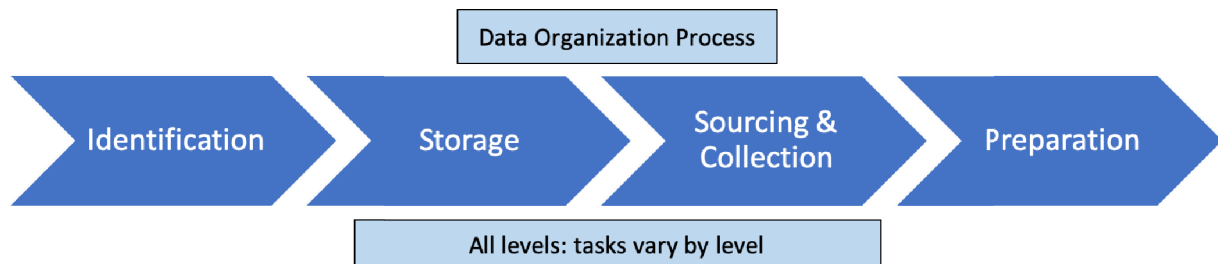 Data Organization Process
Identification
Storage
Sourcing &
Collection
Preparation
All levels: tasks vary by level